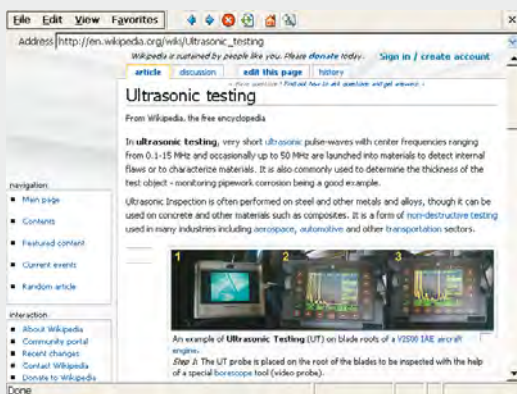 File Edit View Favorites
Address http://en.wikipedia.org/wiki/Ultrasonic_testing
Wikipedia is sustained by people like you. Please donate today.
Sign in / create account
article discussion edit this page history
Ultrasonic testing
From Wikipedia, the free encyclopedia
In ultrasonic testing, very short ultrasonic pulse-waves with center frequencies ranging
from 0.1-15 MHz and occasionally up to 50 MHz are launched into materials to detect internal
flaws or to characterize materials. It is also commonly used to determine the thickness of the
test object - monitoring pipework corrosion being a good example.
Ultrasonic Inspection is often performed on steel and other metals and alloys, though it can be
used on concrete and other materials such as composites. It is a form of non-destructive testing
used in many industries including aerospace, automotive and other transportation sectors.
navigation
Main page
Contents
Featured content
Current events
Random article
interaction
About Wikipedia
Community portal
Recent changes
Contact Wikipedia
Donate to Wikipedia
1 2 3
An example of Ultrasonic Testing (UT) on blade roots of a V2500 IAE aircraft
engine.
Step 1: The UT probe is placed on the root of the blades to be inspected with the help
of a special borescope tool (video probe).
Done